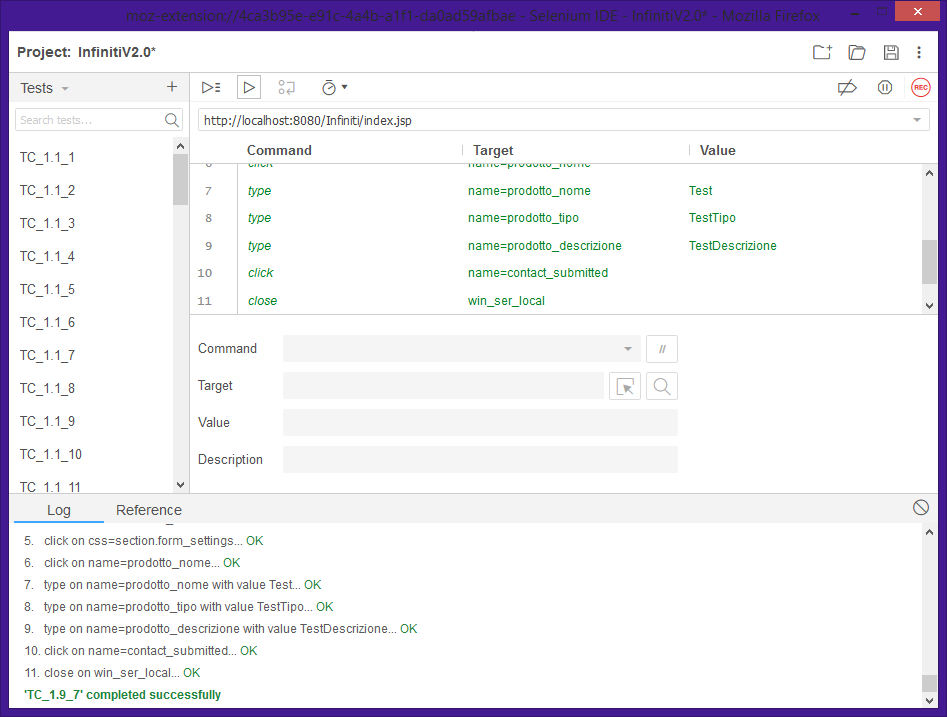 moz-extension://4ca3b95e-e91c-4a4b-a1f1-da0ad59afbae - Selenium IDE - InfinitiV2.0* - Mozilla Firefox
Project: InfinitiV2.0*
Tests
REC
Search tests...
http://localhost:8080/Infiniti/index.jsp
Command Target Value
TC_1.1_1
TC_1.1_2
TC_1.1_3
TC_1.1_4
TC_1.1_5
TC_1.1_6
TC_1.1_7
TC_1.1_8
TC_1.1_9
TC_1.1_10
TC_1.1_11
6 click name=prodotto_nome
7 type name=prodotto_nome Test
8 type name=prodotto_tipo TestTipo
9 type name=prodotto_descrizione TestDescrizione
10 click name=contact_submitted
11 close win_ser_local
Command //
Target
Value
Description
Log Reference
5. click on css=section.form_settings... OK
6. click on name=prodotto_nome... OK
7. type on name=prodotto_nome with value Test... OK
8. type on name=prodotto_tipo with value TestTipo... OK
9. type on name=prodotto_descrizione with value TestDescrizione... OK
10. click on name=contact_submitted... OK
11. close on win_ser_local... OK
'TC_1.9_7' completed successfully